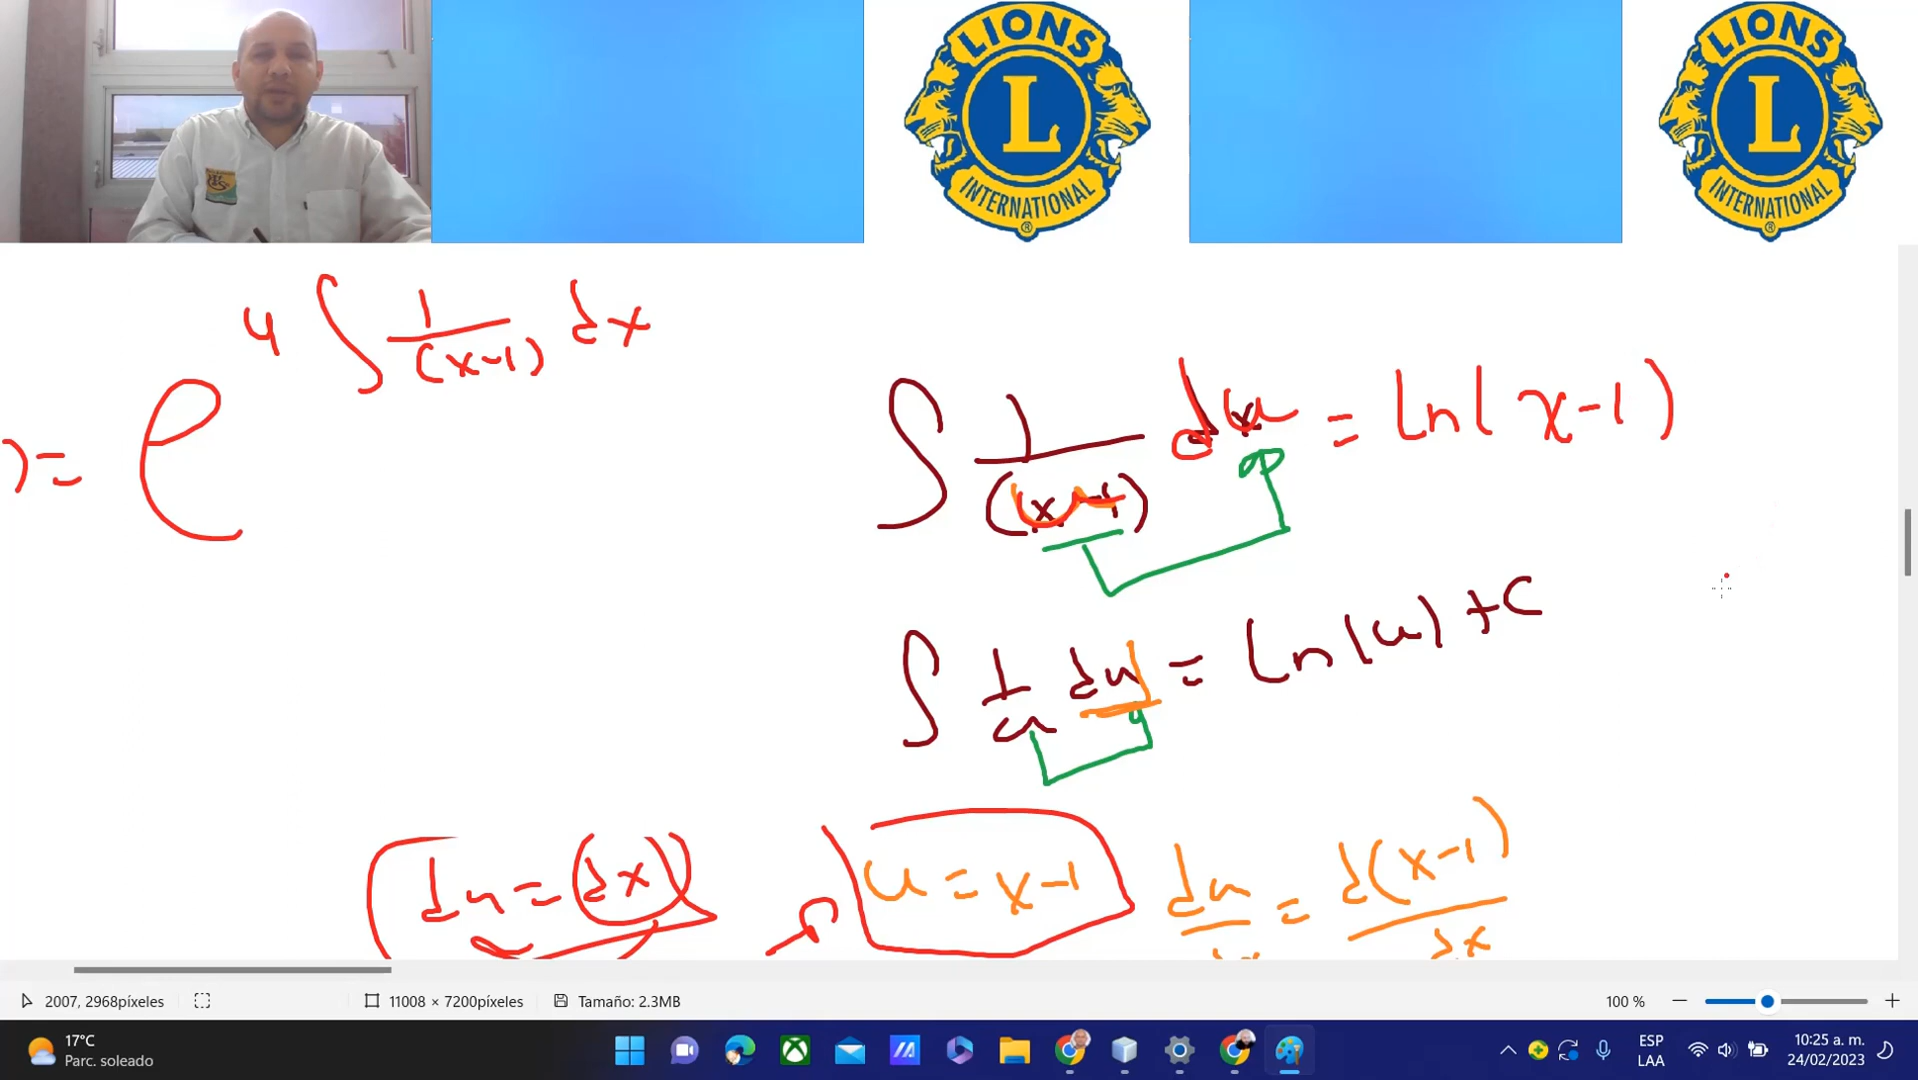 LIONS
L
INTERNATIONAL
®
LIONS
L
INTERNATIONAL
®
4 ∫ 1/(x-1) dx
) = e
∫ 1/(x-1) du = ln(x-1)
∫ 1/u du = Ln(u) + C
du = (dx)
u = x-1
du/dx = d(x-1)/dx
2007, 2968píxeles
11008 × 7200píxeles
Tamaño: 2.3MB
100 %
17°C
Parc. soleado
ESP
LAA
10:25 a. m.
24/02/2023